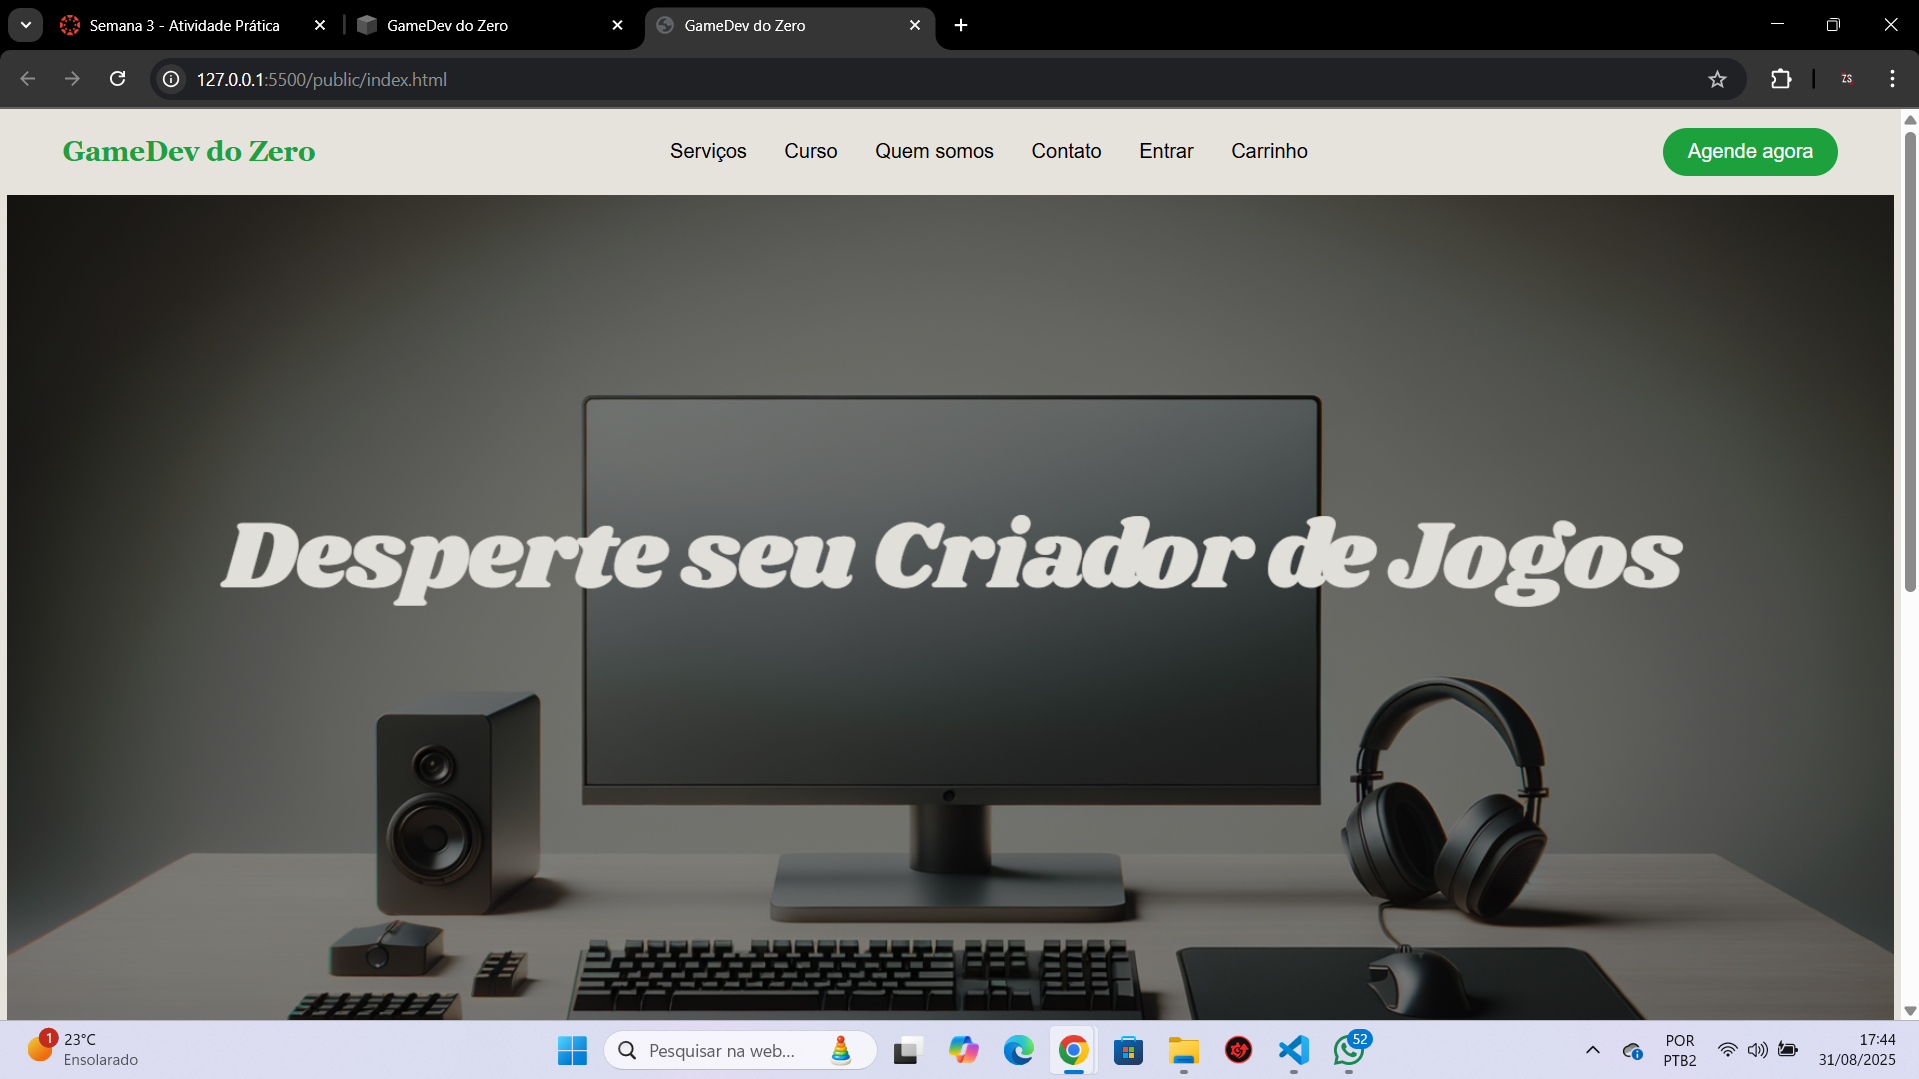 Semana 3 - Atividade Prática
GameDev do Zero
GameDev do Zero
127.0.0.1:5500/public/index.html
ZS
GameDev do Zero
Serviços
Curso
Quem somos
Contato
Entrar
Carrinho
Agende agora
Desperte seu Criador de Jogos
1
23°C
Ensolarado
Pesquisar na web...
52
POR
PTB2
17:44
31/08/2025